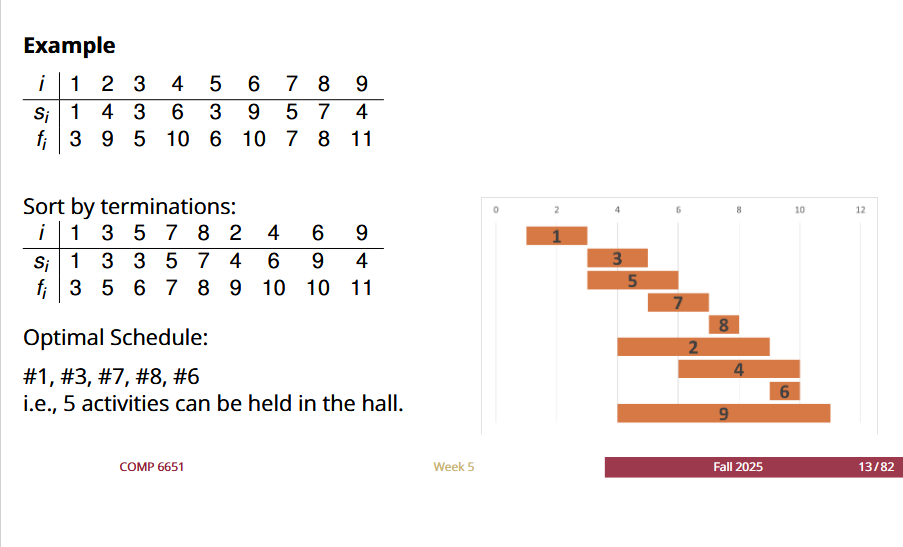 Example
i 1 2 3 4 5 6 7 8 9
si 1 4 3 6 3 9 5 7 4
fi 3 9 5 10 6 10 7 8 11
Sort by terminations:
i 1 3 5 7 8 2 4 6 9
si 1 3 3 5 7 4 6 9 4
fi 3 5 6 7 8 9 10 10 11
Optimal Schedule:
#1, #3, #7, #8, #6
i.e., 5 activities can be held in the hall.
0 2 4 6 8 10 12
1
3
5
7
8
2
4
6
9
COMP 6651 Week 5 Fall 2025 13/82